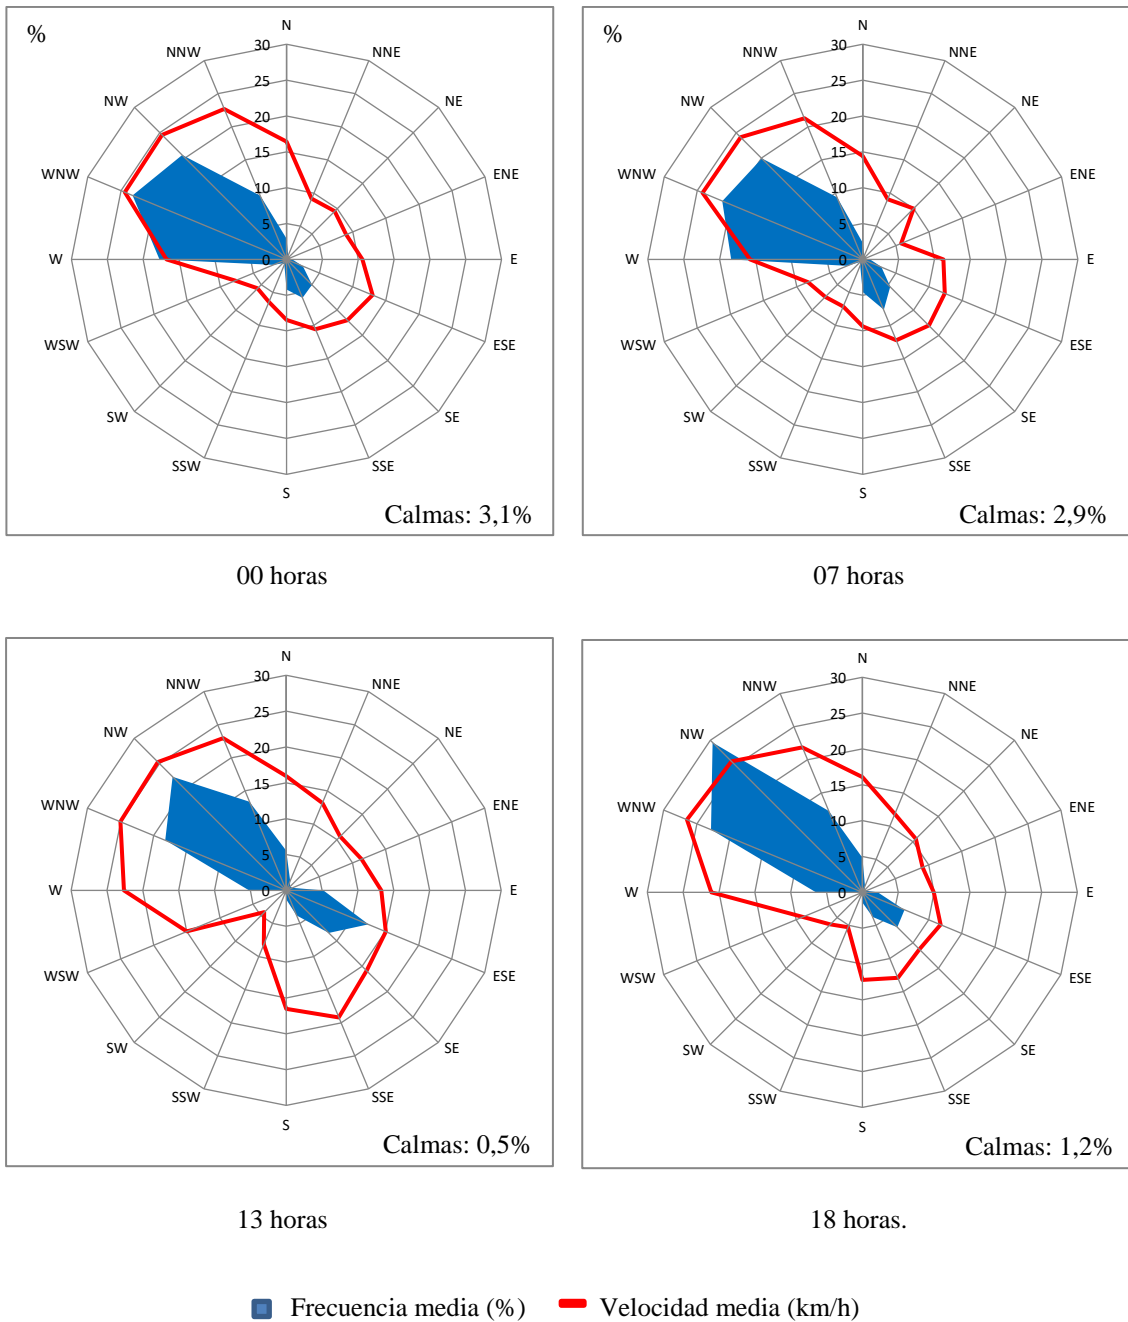 %
N
NNE
NE
ENE
E
ESE
SE
SSE
S
SSW
SW
WSW
W
WNW
NW
NNW
30
25
20
15
10
5
0
Calmas: 3,1%
00 horas
%
N
NNE
NE
ENE
E
ESE
SE
SSE
S
SSW
SW
WSW
W
WNW
NW
NNW
30
25
20
15
10
5
0
Calmas: 2,9%
07 horas
N
NNE
NE
ENE
E
ESE
SE
SSE
S
SSW
SW
WSW
W
WNW
NW
NNW
30
25
20
15
10
5
0
Calmas: 0,5%
13 horas
N
NNE
NE
ENE
E
ESE
SE
SSE
S
SSW
SW
WSW
W
WNW
NW
NNW
30
25
20
15
10
5
0
Calmas: 1,2%
18 horas.
Frecuencia media (%) Velocidad media (km/h)